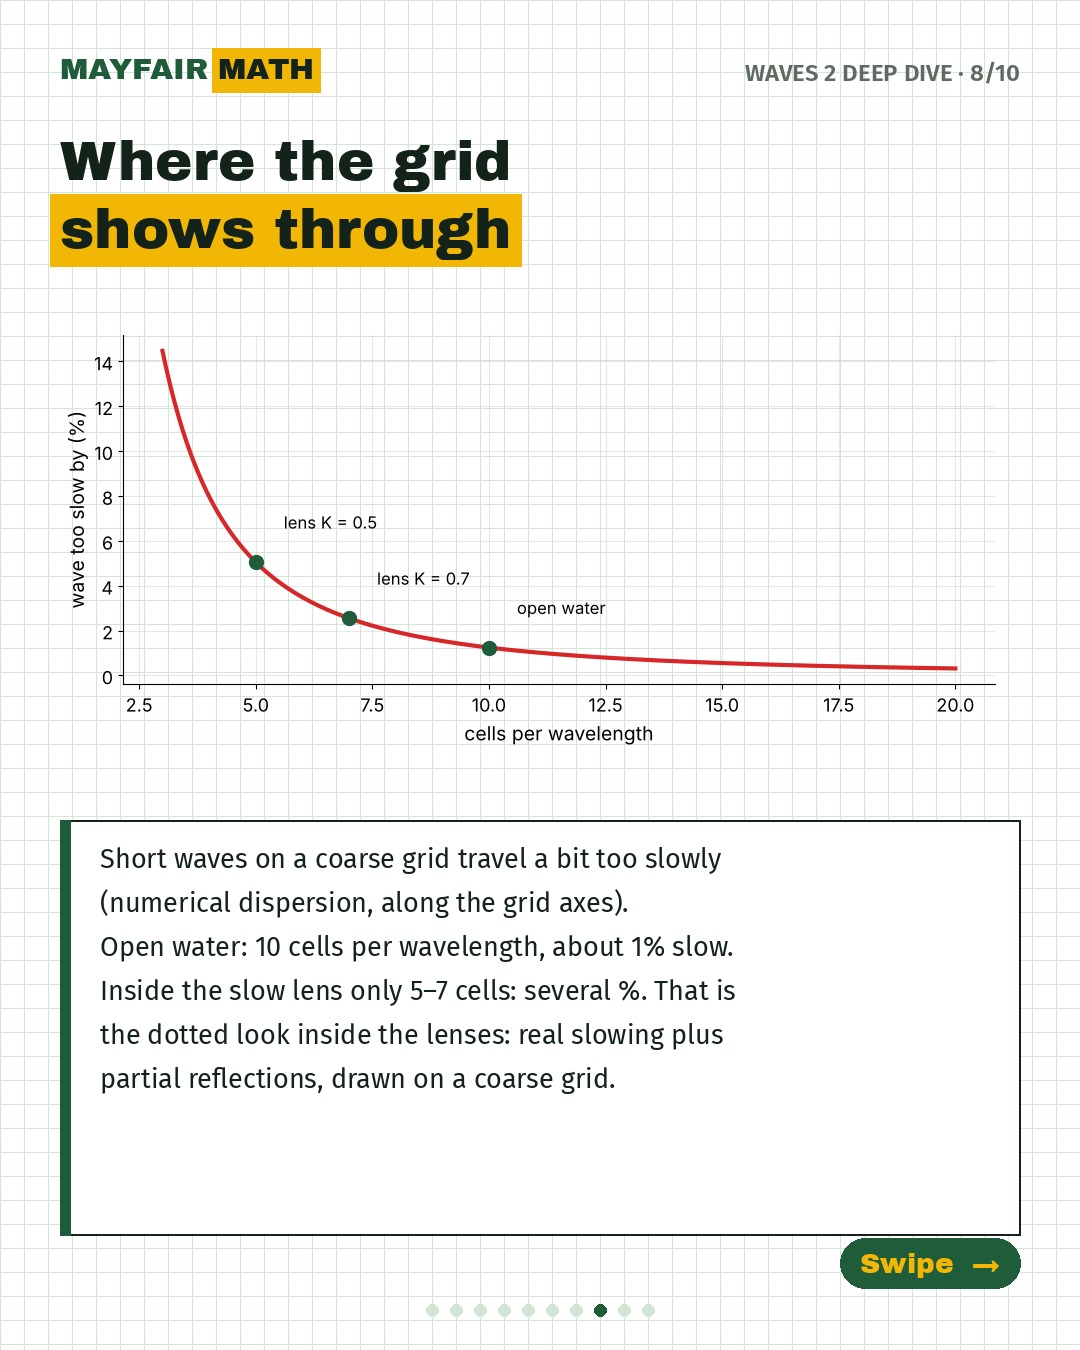 MAYFAIR MATH
WAVES 2 DEEP DIVE · 8/10
Where the grid
shows through
14
12
10
8
6
4
2
0
wave too slow by (%)
lens K = 0.5
lens K = 0.7
open water
2.5 5.0 7.5 10.0 12.5 15.0 17.5 20.0
cells per wavelength
Short waves on a coarse grid travel a bit too slowly
(numerical dispersion, along the grid axes).
Open water: 10 cells per wavelength, about 1% slow.
Inside the slow lens only 5–7 cells: several %. That is
the dotted look inside the lenses: real slowing plus
partial reflections, drawn on a coarse grid.
Swipe →